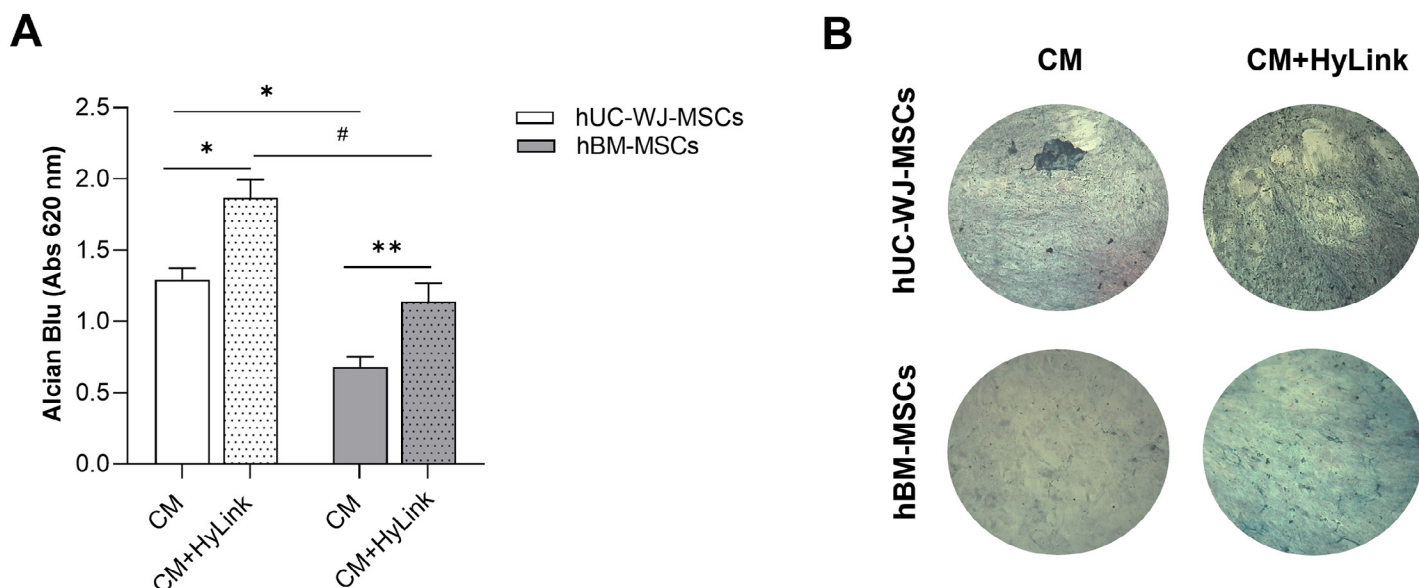 A
Alcian Blu (Abs 620 nm)
2.5
2.0
1.5
1.0
0.5
0.0
*
*
#
**
CM
CM+HyLink
CM
CM+HyLink
hUC-WJ-MSCs
hBM-MSCs
B
CM CM+HyLink
hUC-WJ-MSCs
hBM-MSCs